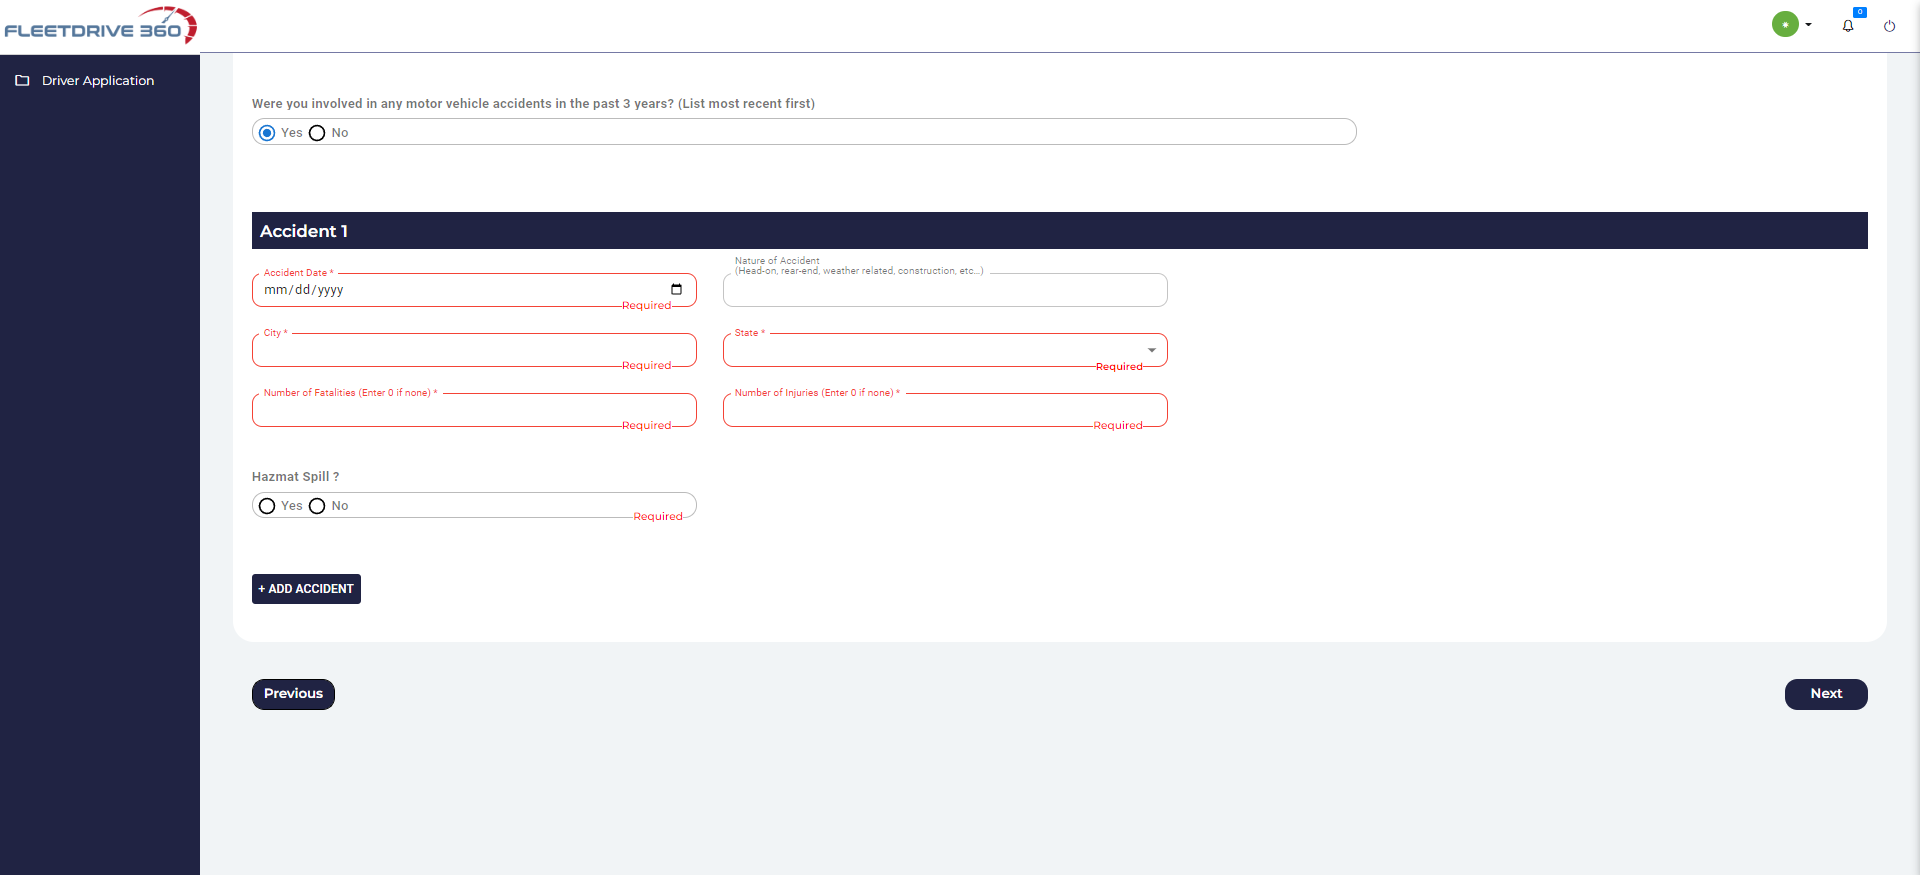 FLEETDRIVE 360
0
Driver Application
Were you involved in any motor vehicle accidents in the past 3 years? (List most recent first)
Yes No
Accident 1
Accident Date *
mm/dd/yyyy
Required
Nature of Accident
(Head-on, rear-end, weather related, construction, etc...)
City *
Required
State *
Required
Number of Fatalities (Enter 0 if none) *
Required
Number of Injuries (Enter 0 if none) *
Required
Hazmat Spill ?
Yes No
Required
+ ADD ACCIDENT
Previous
Next